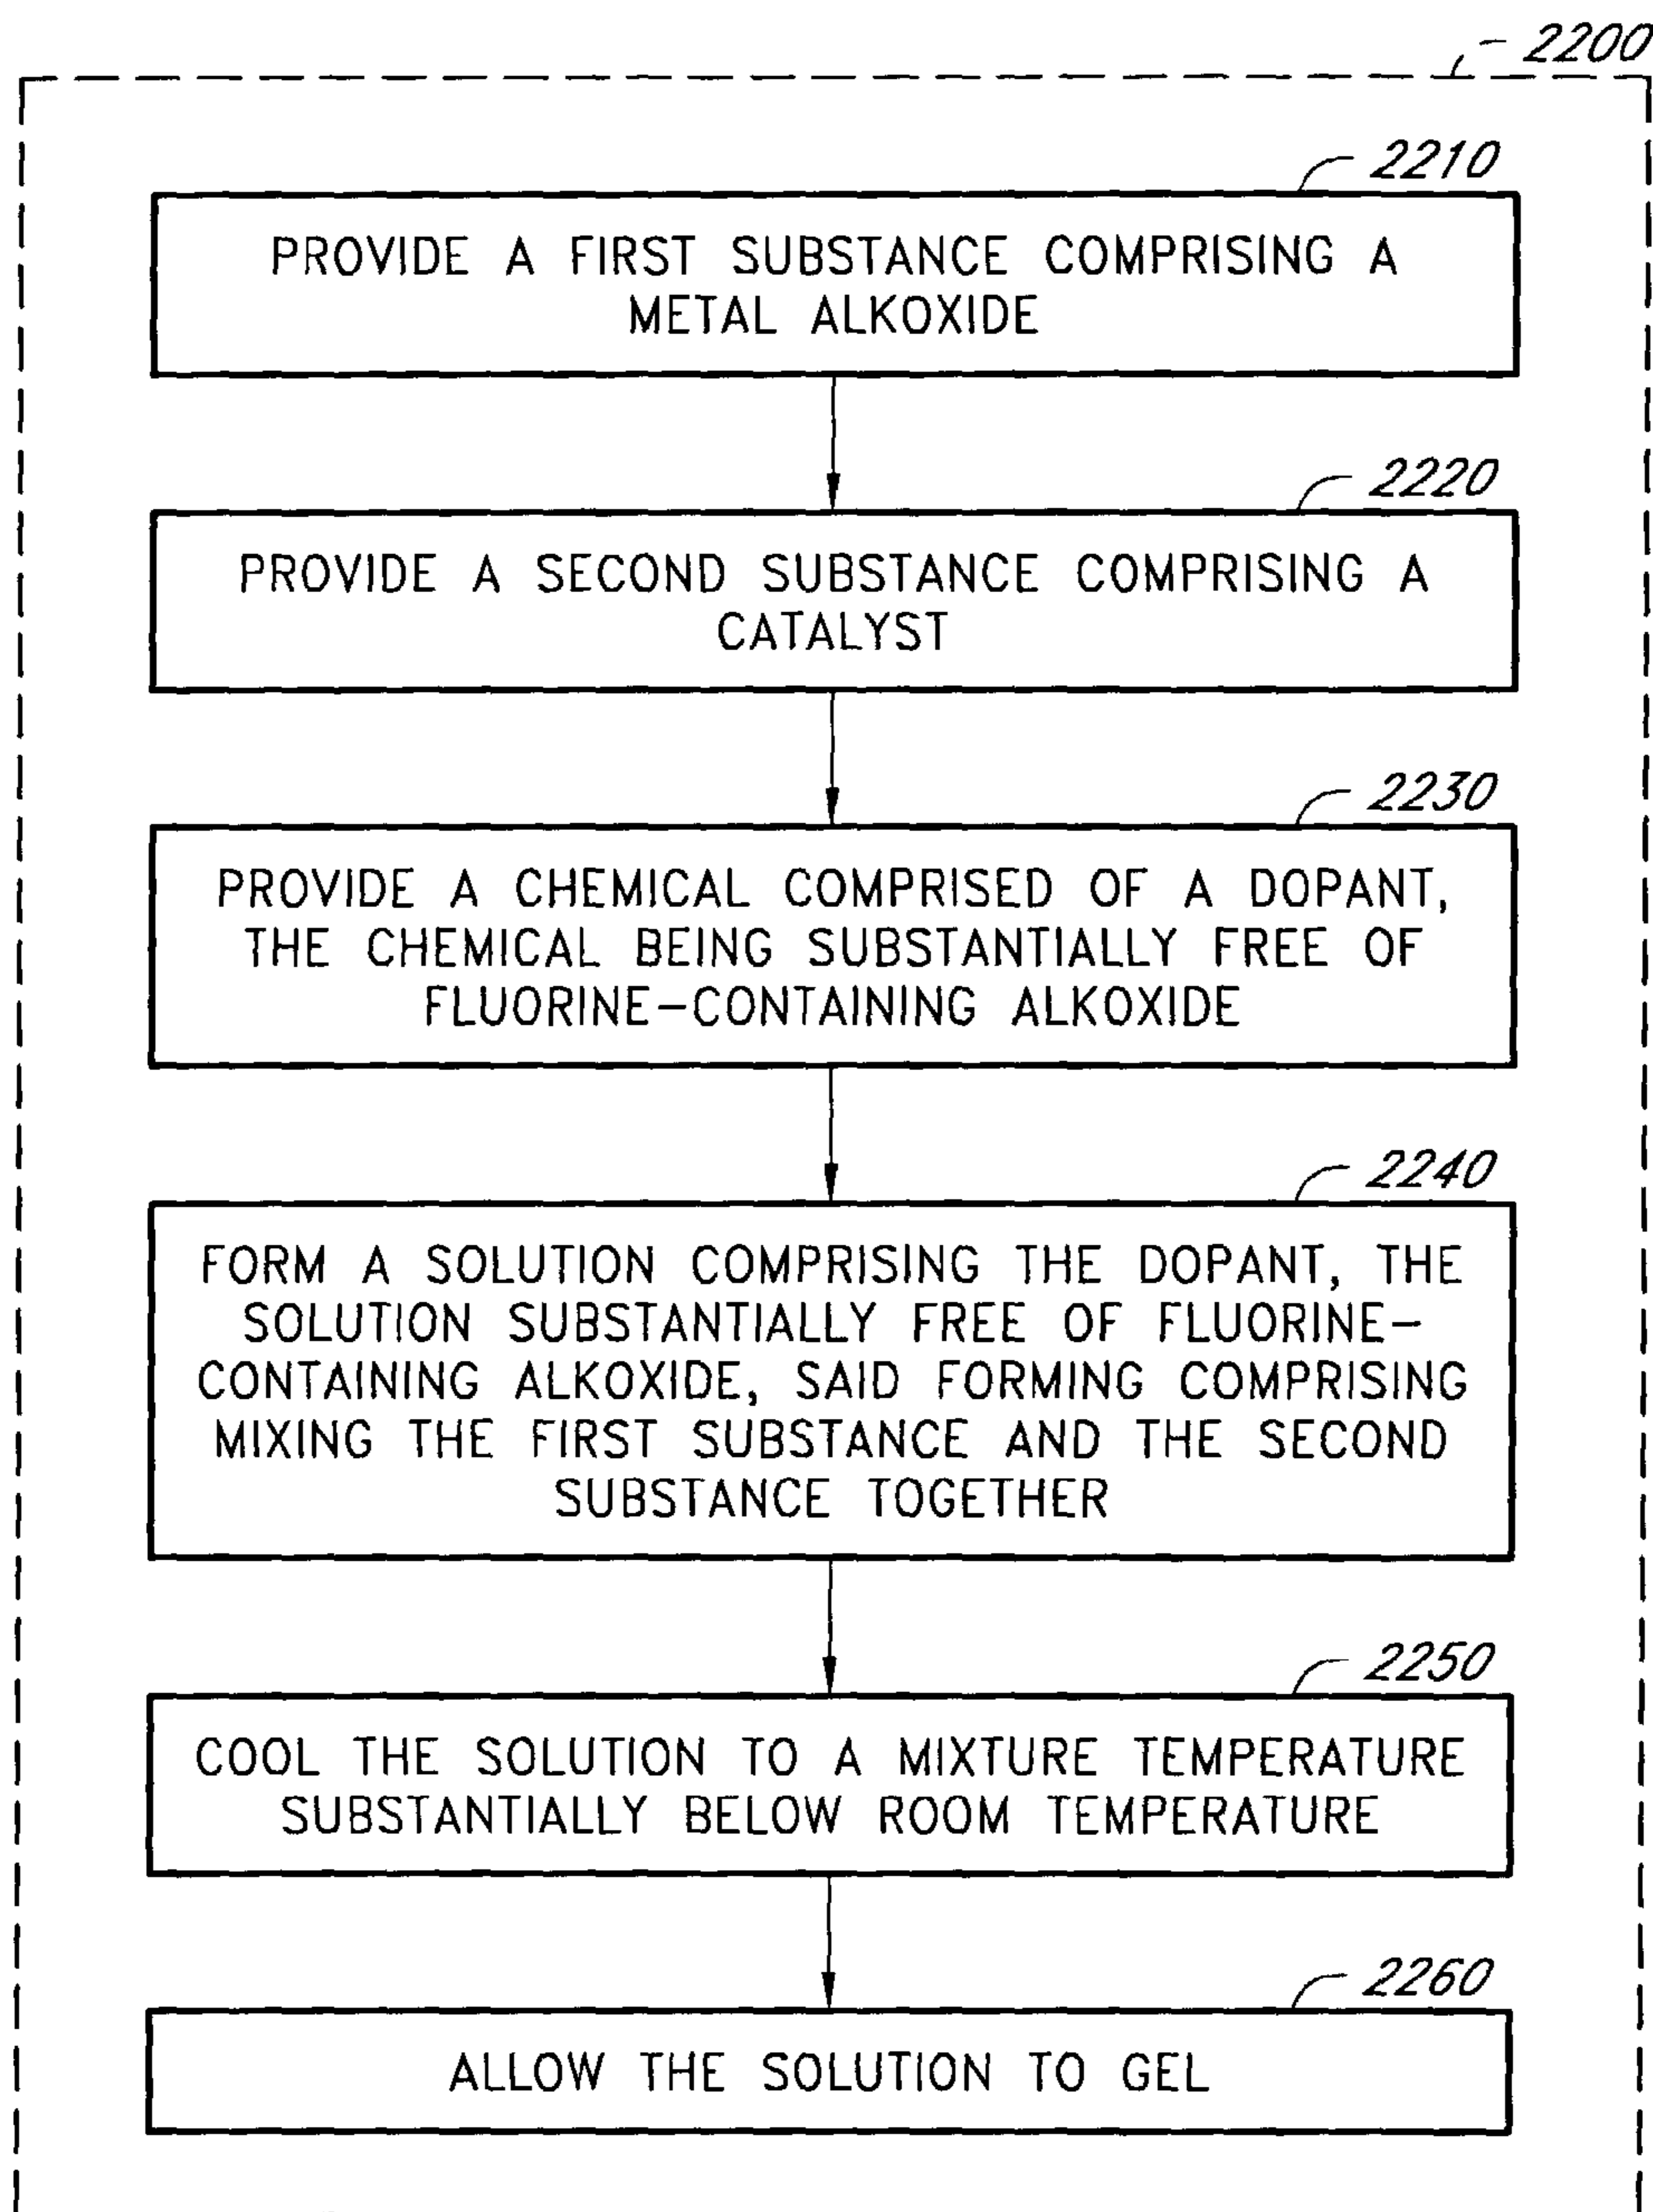 2200
2210
PROVIDE A FIRST SUBSTANCE COMPRISING A
METAL ALKOXIDE
2220
PROVIDE A SECOND SUBSTANCE COMPRISING A
CATALYST
2230
PROVIDE A CHEMICAL COMPRISED OF A DOPANT,
THE CHEMICAL BEING SUBSTANTIALLY FREE OF
FLUORINE-CONTAINING ALKOXIDE
2240
FORM A SOLUTION COMPRISING THE DOPANT, THE
SOLUTION SUBSTANTIALLY FREE OF FLUORINE-
CONTAINING ALKOXIDE, SAID FORMING COMPRISING
MIXING THE FIRST SUBSTANCE AND THE SECOND
SUBSTANCE TOGETHER
2250
COOL THE SOLUTION TO A MIXTURE TEMPERATURE
SUBSTANTIALLY BELOW ROOM TEMPERATURE
2260
ALLOW THE SOLUTION TO GEL